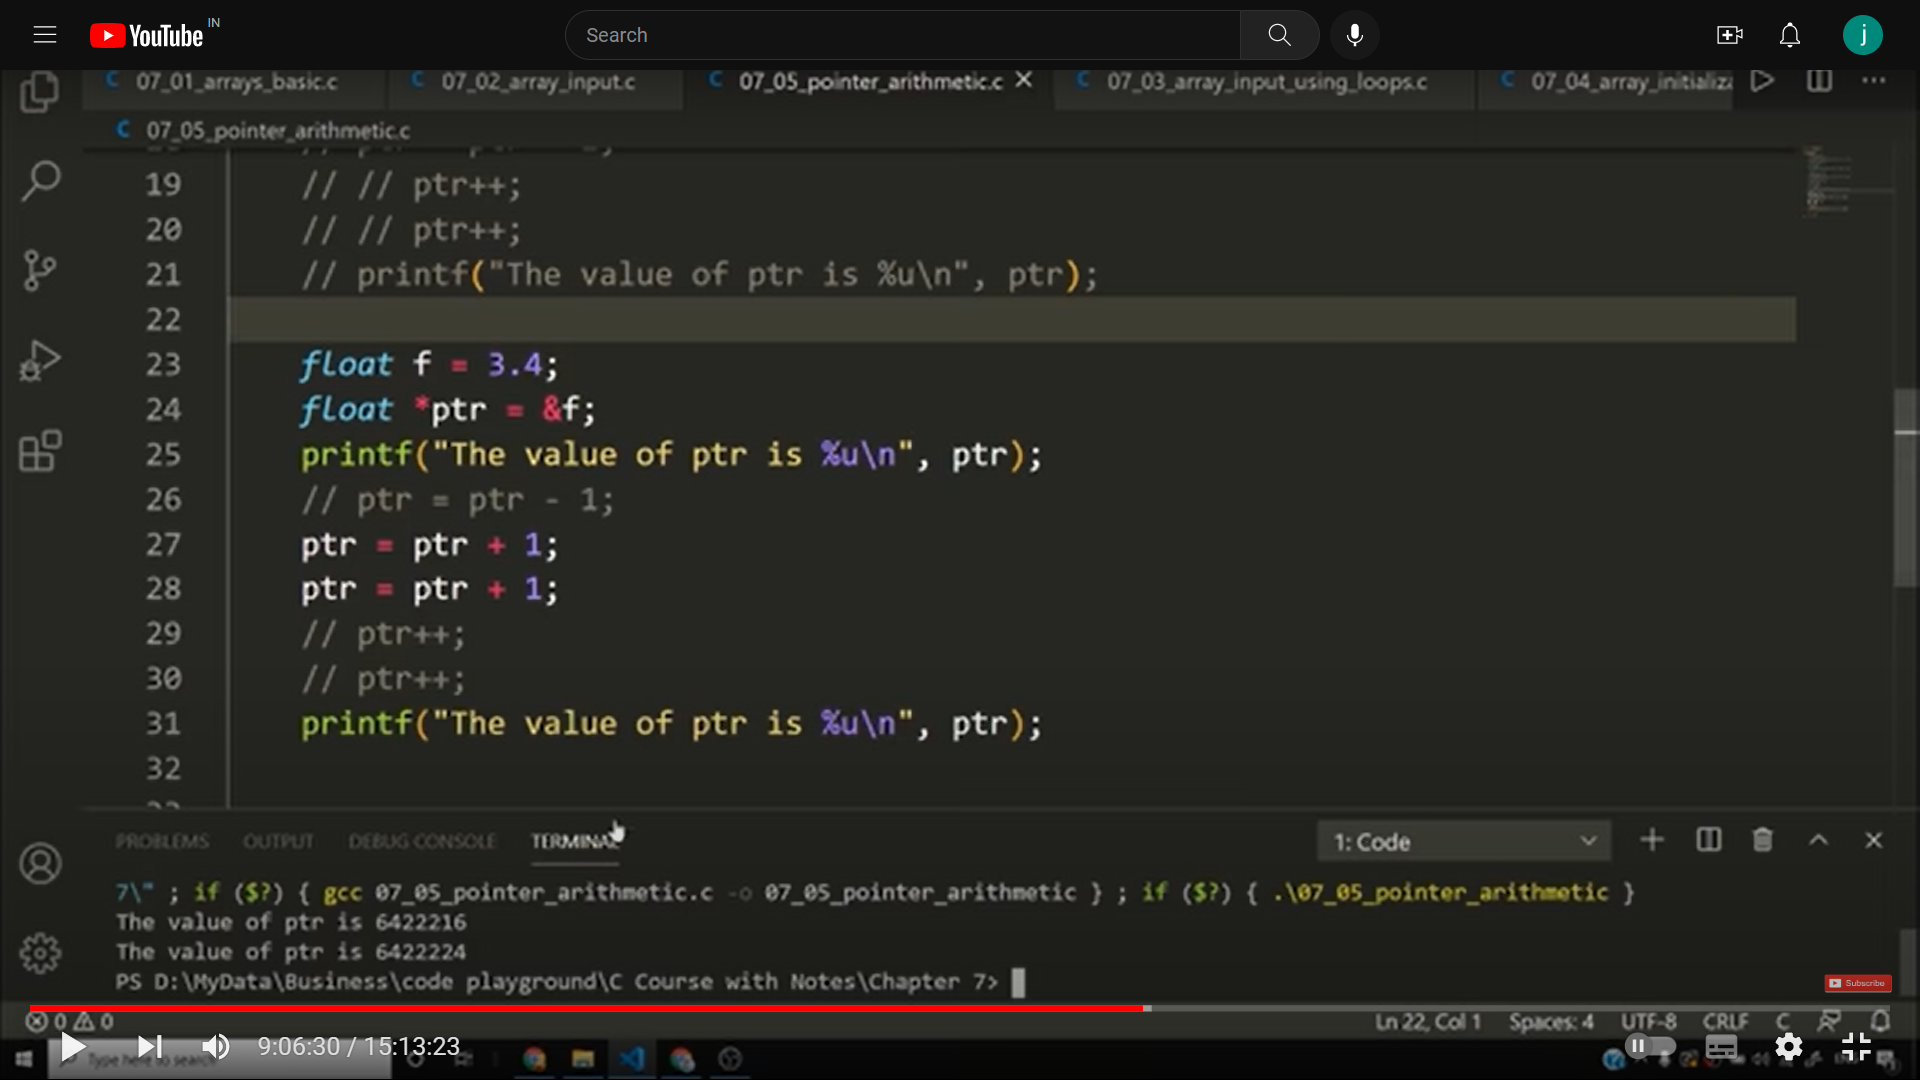 YouTube IN
Search
j
07_01_arrays_basic.c 07_02_array_input.c 07_05_pointer_arithmetic.c 07_03_array_input_using_loops.c 07_04_array_initializa
07_05_pointer_arithmetic.c
19 // // ptr++;
20 // // ptr++;
21 // printf("The value of ptr is %u\n", ptr);
22
23 float f = 3.4;
24 float *ptr = &f;
25 printf("The value of ptr is %u\n", ptr);
26 // ptr = ptr - 1;
27 ptr = ptr + 1;
28 ptr = ptr + 1;
29 // ptr++;
30 // ptr++;
31 printf("The value of ptr is %u\n", ptr);
32
PROBLEMS OUTPUT DEBUG CONSOLE TERMINAL 1: Code
7\" ; if ($?) { gcc 07_05_pointer_arithmetic.c -o 07_05_pointer_arithmetic } ; if ($?) { .\07_05_pointer_arithmetic }
The value of ptr is 6422216
The value of ptr is 6422224
PS D:\MyData\Business\code playground\C Course with Notes\Chapter 7>
Subscribe
0 0 Ln 22, Col 1 Spaces: 4 UTF-8 CRLF C
9:06:30 / 15:13:23
Type here to search